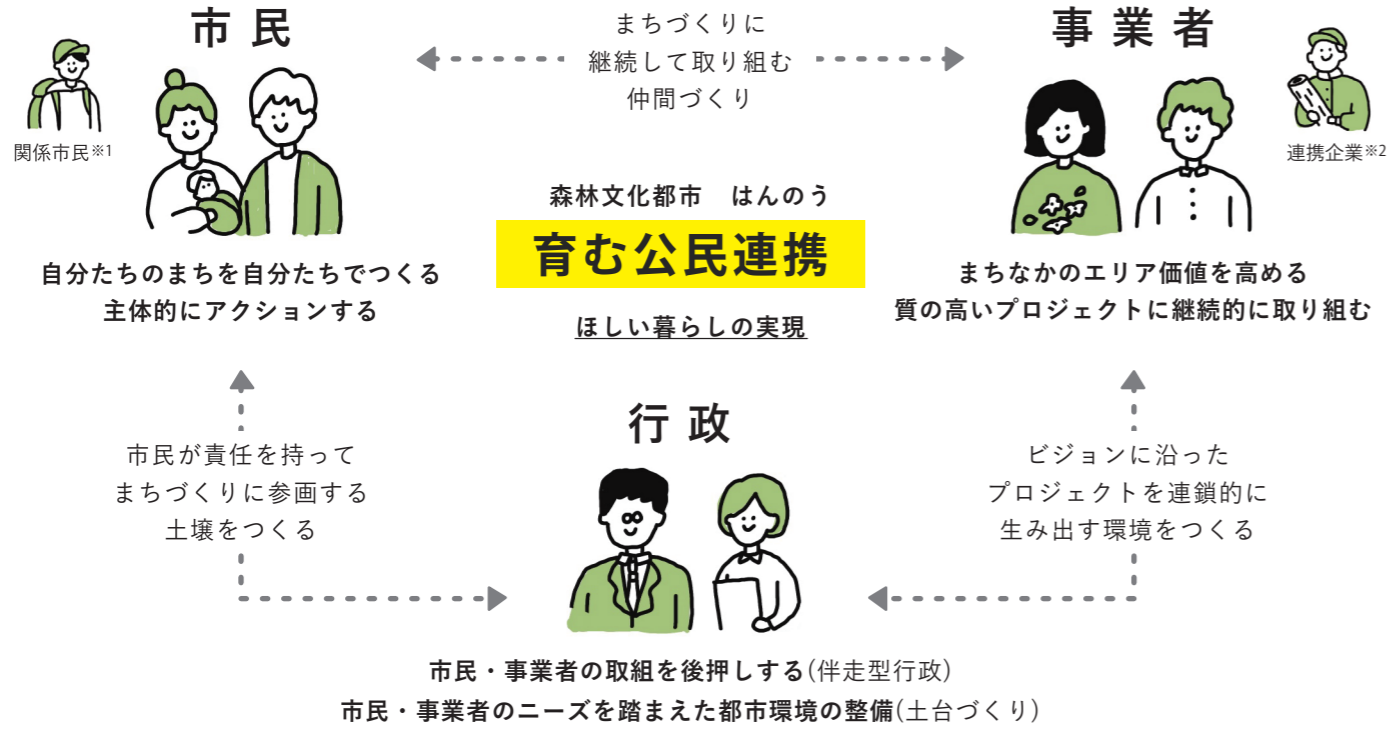 市民
関係市民※1
まちづくりに
継続して取り組む
仲間づくり
事業者
連携企業※2
自分たちのまちを自分たちでつくる
主体的にアクションする
森林文化都市　はんのう
育む公民連携
ほしい暮らしの実現
まちなかのエリア価値を高める
質の高いプロジェクトに継続的に取り組む
市民が責任を持って
まちづくりに参画する
土壌をつくる
行政
ビジョンに沿った
プロジェクトを連鎖的に
生み出す環境をつくる
市民・事業者の取組を後押しする(伴走型行政)
市民・事業者のニーズを踏まえた都市環境の整備(土台づくり)